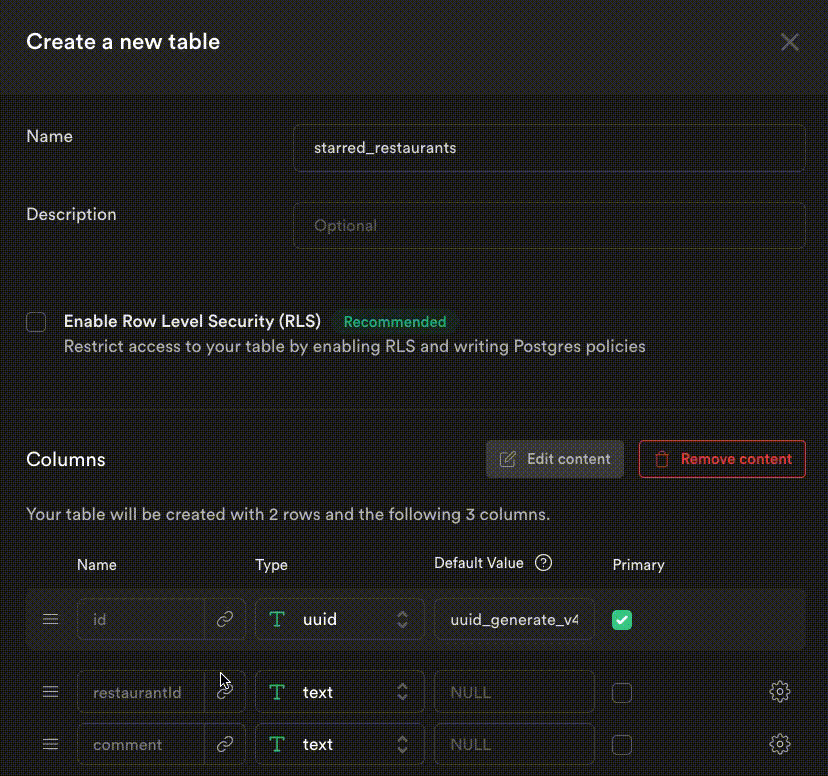 Create a new table
Name
starred_restaurants
Description
Optional
Enable Row Level Security (RLS) Recommended
Restrict access to your table by enabling RLS and writing Postgres policies
Columns Edit content Remove content
Your table will be created with 2 rows and the following 3 columns.
Name Type Default Value ? Primary
id T uuid uuid_generate_v4
restaurantId T text NULL
comment T text NULL